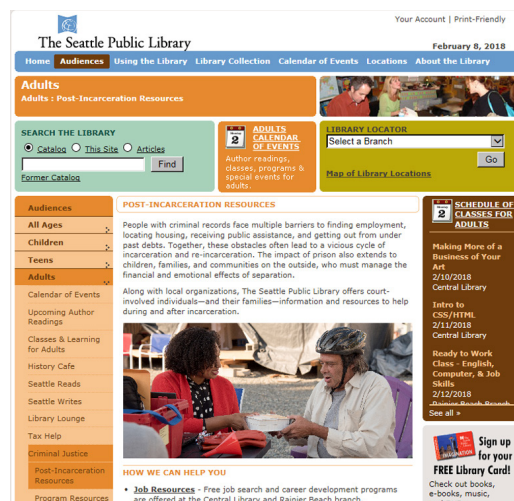 Your Account | Print-Friendly
The Seattle Public Library
February 8, 2018
Home Audiences Using the Library Library Collection Calendar of Events Locations About the Library
Adults
Adults : Post-Incarceration Resources
SEARCH THE LIBRARY
Catalog This Site Articles
Find
Former Catalog
2
ADULTS
CALENDAR
OF EVENTS
Author readings,
classes, programs &
special events for
adults.
LIBRARY LOCATOR
Select a Branch
Go
Map of Library Locations
Audiences
All Ages
Children
Teens
Adults
Calendar of Events
Upcoming Author
Readings
Classes & Learning
for Adults
History Cafe
Seattle Reads
Seattle Writes
Library Lounge
Tax Help
Criminal Justice
Post-Incarceration
Resources
Program Resources
POST-INCARCERATION RESOURCES
People with criminal records face multiple barriers to finding employment,
locating housing, receiving public assistance, and getting out from under
past debts. Together, these obstacles often lead to a vicious cycle of
incarceration and re-incarceration. The impact of prison also extends to
children, families, and communities on the outside, who must manage the
financial and emotional effects of separation.
Along with local organizations, The Seattle Public Library offers court-
involved individuals—and their families—information and resources to help
during and after incarceration.
HOW WE CAN HELP YOU
• Job Resources - Free job search and career development programs
are offered at the Central Library and Rainier Beach branch.
2
SCHEDULE OF
CLASSES FOR
ADULTS
Making More of a
Business of Your
Art
2/10/2018
Central Library
Intro to
CSS/HTML
2/11/2018
Central Library
Ready to Work
Class - English,
Computer, & Job
Skills
2/12/2018
Rainier Beach Branch
See all »
Sign up
for your
FREE Library Card!
Check out books,
e-books, music,